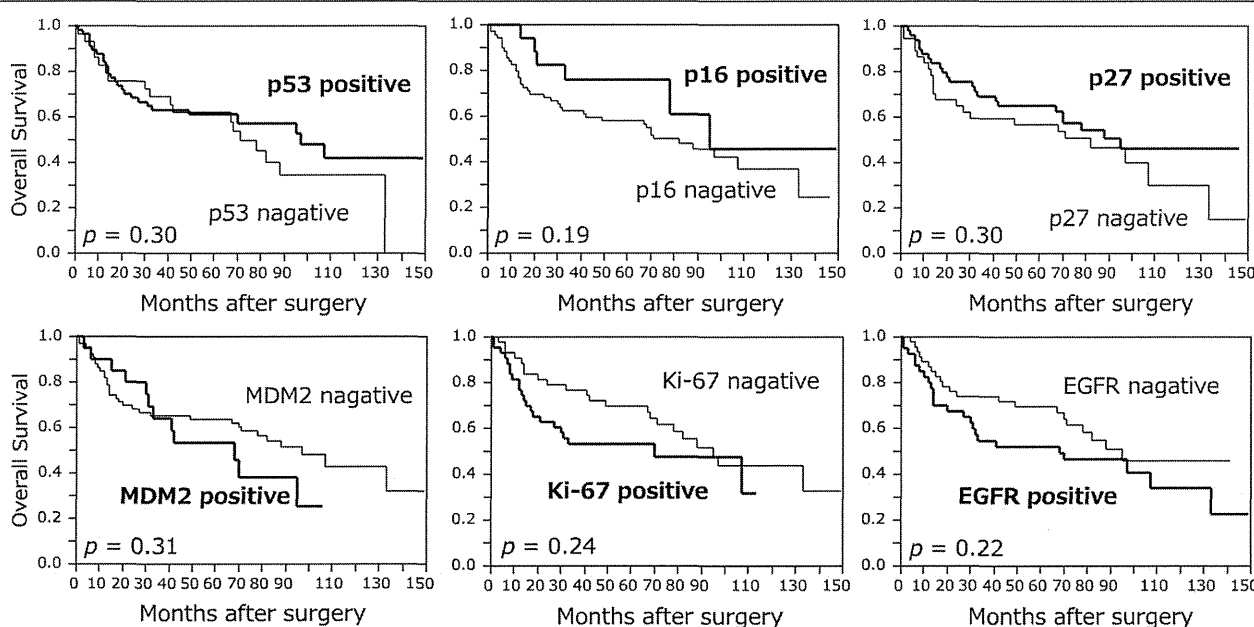 Overall Survival
1.0
0.8
0.6
0.4
0.2
0.0
p53 positive
p53 nagative
p = 0.30
0 10 20 30 40 50 60 70 80 90 110 130 150
Months after surgery
1.0
0.8
0.6
0.4
0.2
0.0
p16 positive
p16 nagative
p = 0.19
0 10 20 30 40 50 60 70 80 90 110 130 150
Months after surgery
1.0
0.8
0.6
0.4
0.2
0.0
p27 positive
p27 nagative
p = 0.30
0 10 20 30 40 50 60 70 80 90 110 130 150
Months after surgery
Overall Survival
1.0
0.8
0.6
0.4
0.2
0.0
MDM2 nagative
MDM2 positive
p = 0.31
0 10 20 30 40 50 60 70 80 90 110 130 150
Months after surgery
1.0
0.8
0.6
0.4
0.2
0.0
Ki-67 nagative
Ki-67 positive
p = 0.24
0 10 20 30 40 50 60 70 80 90 110 130 150
Months after surgery
1.0
0.8
0.6
0.4
0.2
0.0
EGFR nagative
EGFR positive
p = 0.22
0 10 20 30 40 50 60 70 80 90 110 130 150
Months after surgery